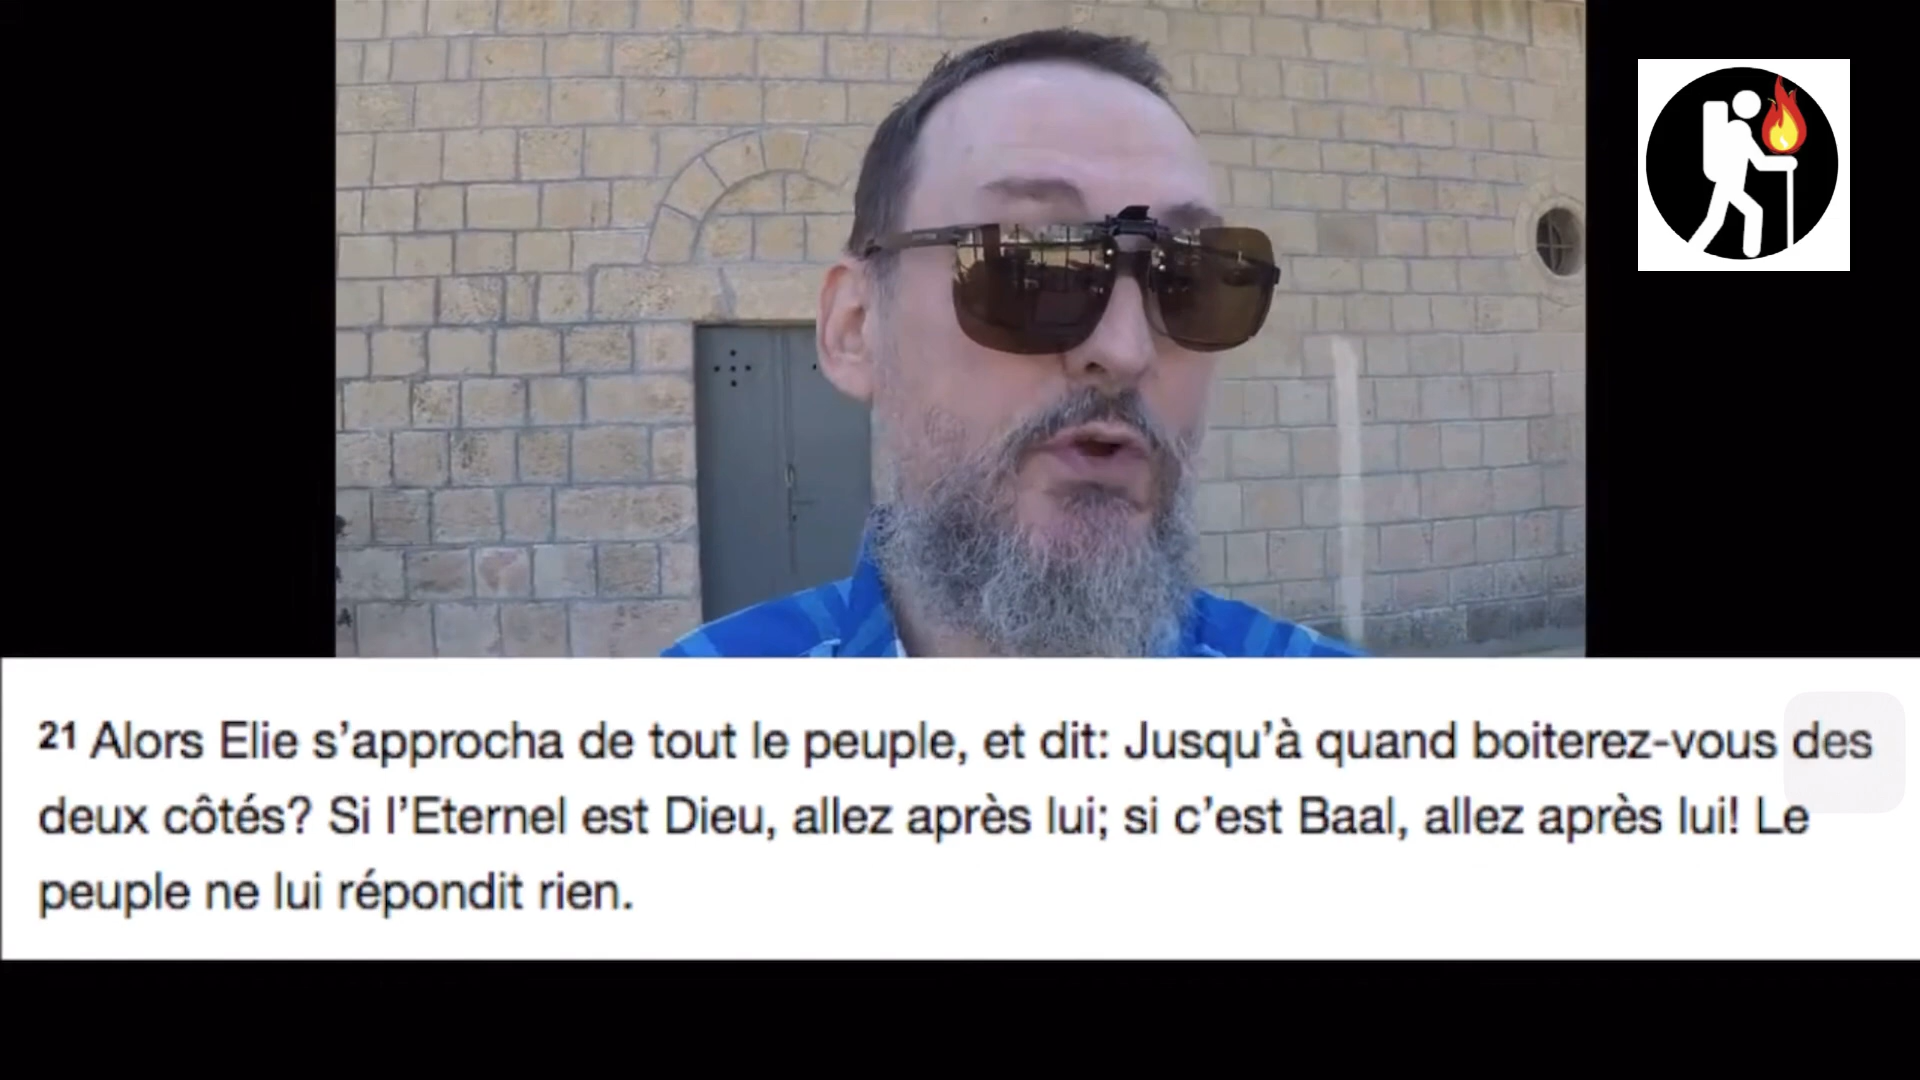 21 Alors Elie s’approcha de tout le peuple, et dit: Jusqu’à quand boiterez-vous des
deux côtés? Si l’Eternel est Dieu, allez après lui; si c’est Baal, allez après lui! Le
peuple ne lui répondit rien.